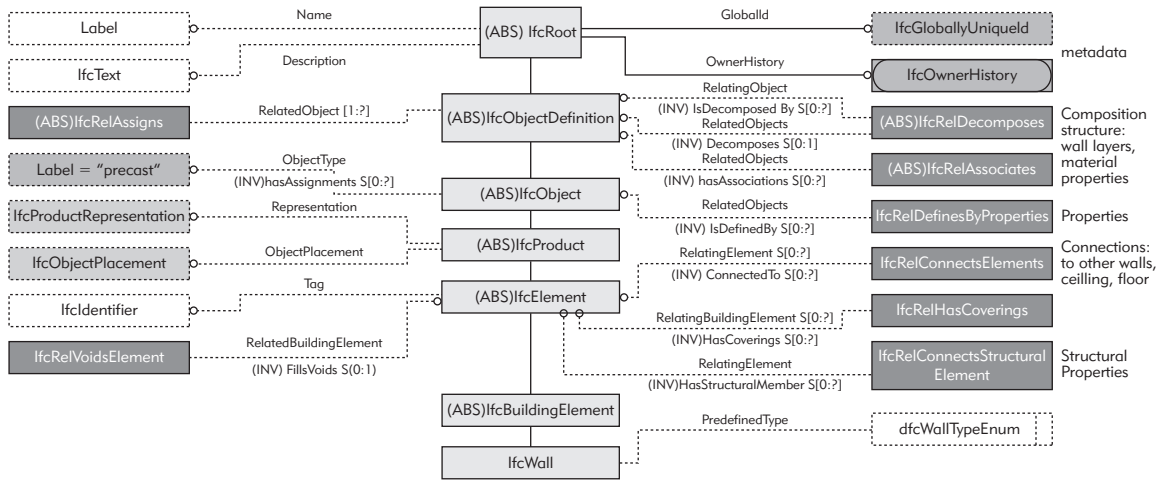 Label
Name
(ABS) IfcRoot
GlobalId
IfcGloballyUniqueId
metadata
IfcText
Description
OwnerHistory
IfcOwnerHistory
(ABS)IfcRelAssigns
RelatedObject [1:?]
(ABS)IfcObjectDefinition
RelatingObject
(INV) IsDecomposed By S[0:?]
RelatedObjects
(INV) Decomposes S[0:1]
RelatedObjects
(INV) hasAssociations S[0:?]
(ABS)IfcRelDecomposes
(ABS)IfcRelAssociates
Composition
structure:
wall layers,
material
properties
Label = "precast"
ObjectType
(INV)hasAssignments S[0:?]
(ABS)IfcObject
RelatedObjects
(INV) IsDefinedBy S[0:?]
IfcRelDefinesByProperties
Properties
IfcProductRepresentation
Representation
(ABS)IfcProduct
IfcObjectPlacement
ObjectPlacement
RelatingElement S[0:?]
(INV) ConnectedTo S[0:?]
IfcRelConnectsElements
Connections:
to other walls,
ceilling, floor
IfcIdentifier
Tag
(ABS)IfcElement
RelatingBuildingElement S[0:?]
(INV)HasCoverings S[0:?]
IfcRelHasCoverings
IfcRelVoidsElement
RelatedBuildingElement
(INV) FillsVoids S(0:1)
RelatingElement
(INV)HasStructuralMember S[0:?]
IfcRelConnectsStructural
Element
Structural
Properties
(ABS)IfcBuildingElement
PredefinedType
dfcWallTypeEnum
IfcWall